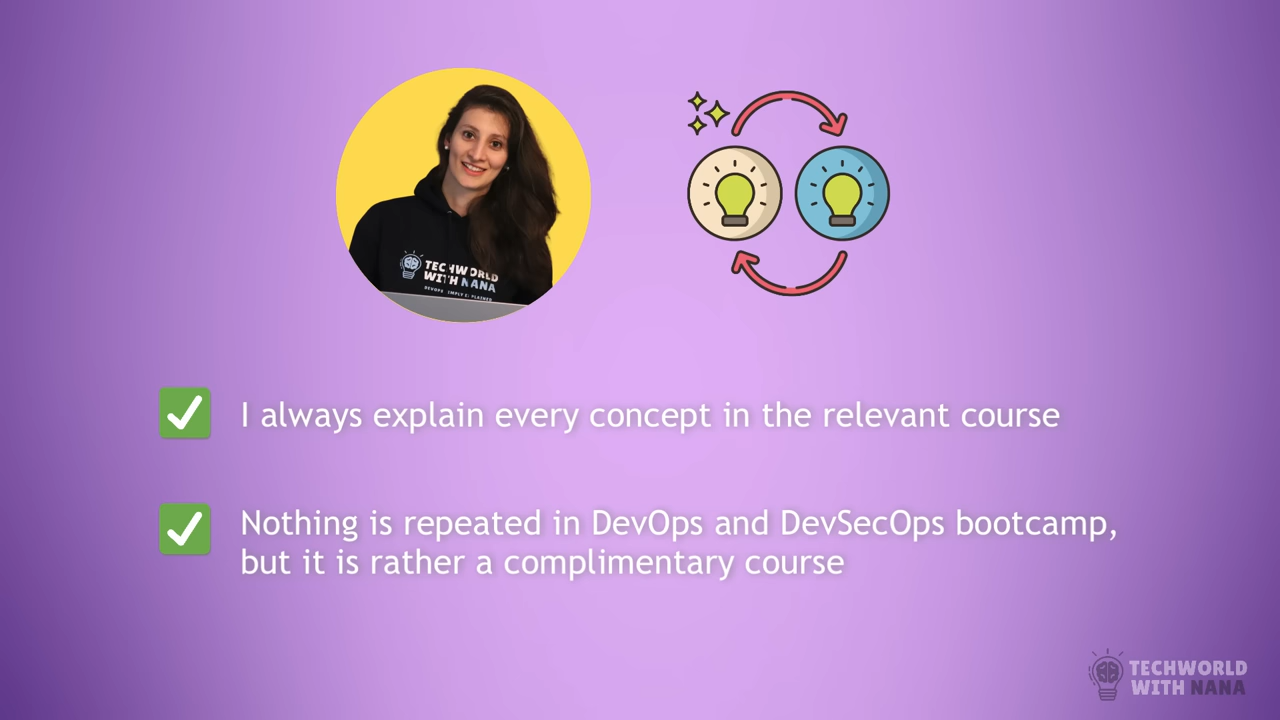 TECHWORLD
WITH NANA
I always explain every concept in the relevant course
Nothing is repeated in DevOps and DevSecOps bootcamp,
but it is rather a complimentary course
TECHWORLD
WITH NANA